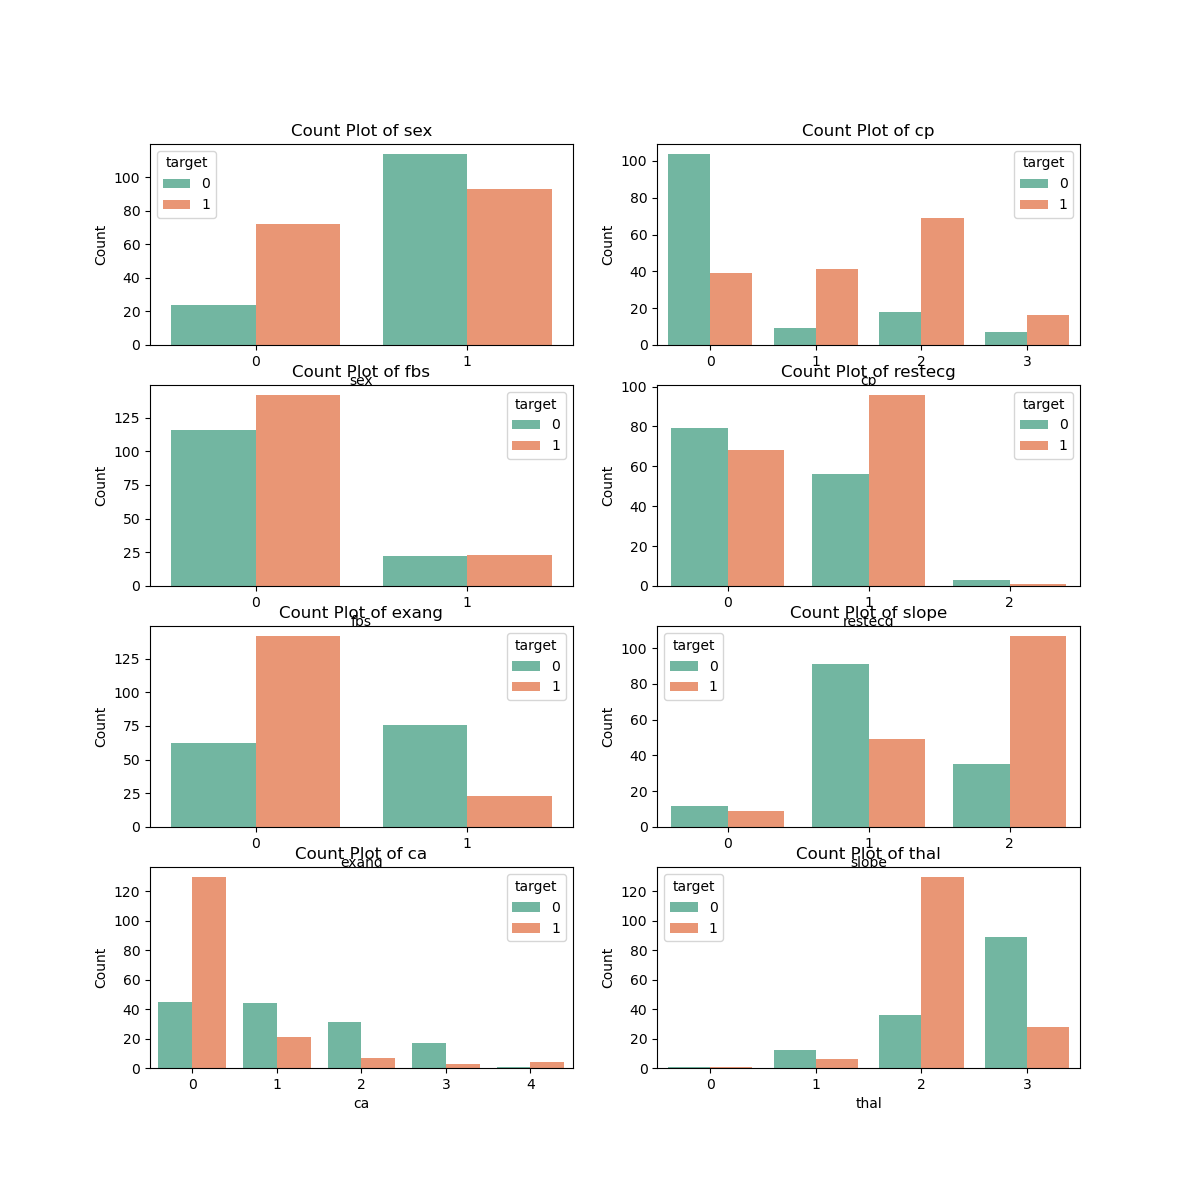 Count Plot of sex
Count
100
80
60
40
20
0
target
0
1
0 1
sex
Count Plot of cp
Count
100
80
60
40
20
0
target
0
1
0 1 2 3
cp
Count Plot of fbs
Count
125
100
75
50
25
0
target
0
1
0 1
fbs
Count Plot of restecg
Count
100
80
60
40
20
0
target
0
1
0 1 2
restecg
Count Plot of exang
Count
125
100
75
50
25
0
target
0
1
0 1
exang
Count Plot of slope
Count
100
80
60
40
20
0
target
0
1
0 1 2
slope
Count Plot of ca
Count
120
100
80
60
40
20
0
target
0
1
0 1 2 3 4
ca
Count Plot of thal
Count
120
100
80
60
40
20
0
target
0
1
0 1 2 3
thal